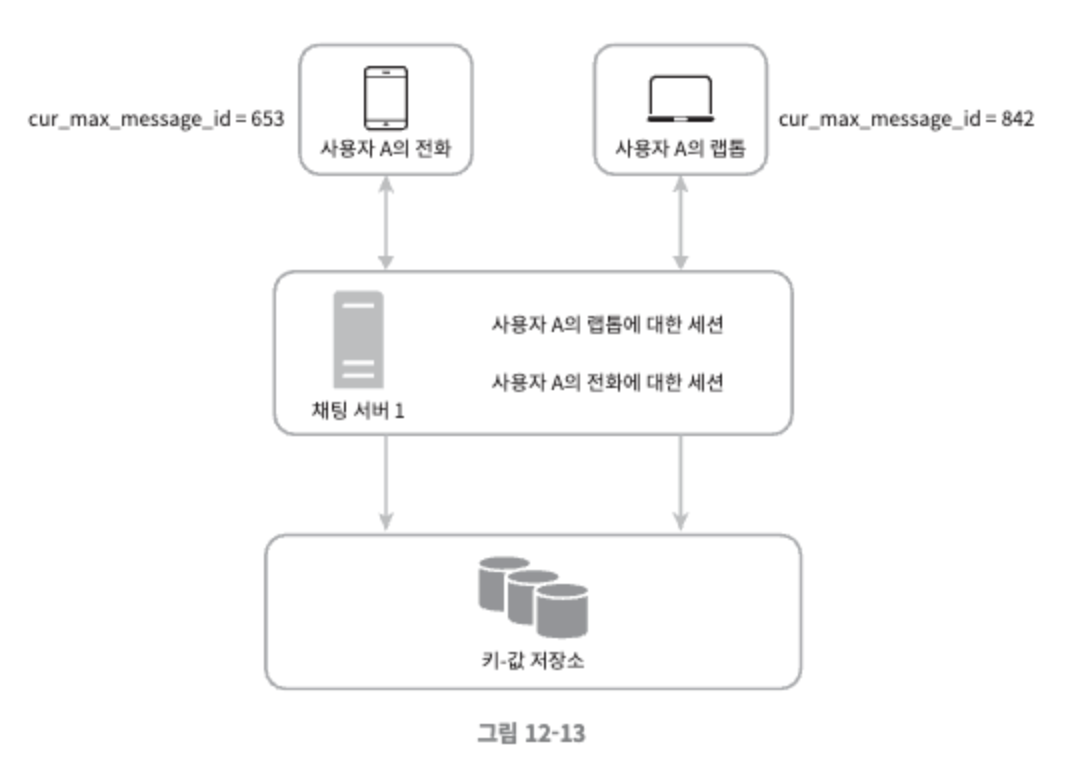 cur_max_message_id = 653
사용자 A의 전화
사용자 A의 랩톱
cur_max_message_id = 842
사용자 A의 랩톱에 대한 세션
사용자 A의 전화에 대한 세션
채팅 서버 1
키-값 저장소
그림 12-13